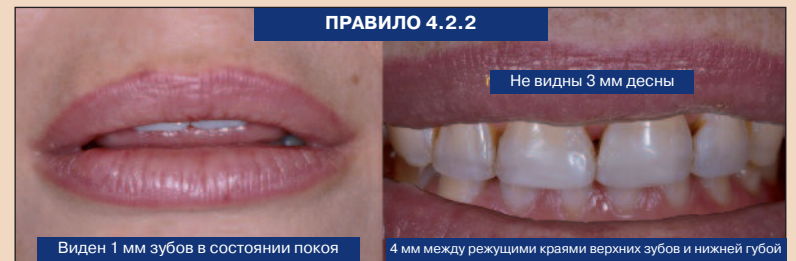 ПРАВИЛО 4.2.2
Не видны 3 мм десны
Виден 1 мм зубов в состоянии покоя
4 мм между режущими краями верхних зубов и нижней губой